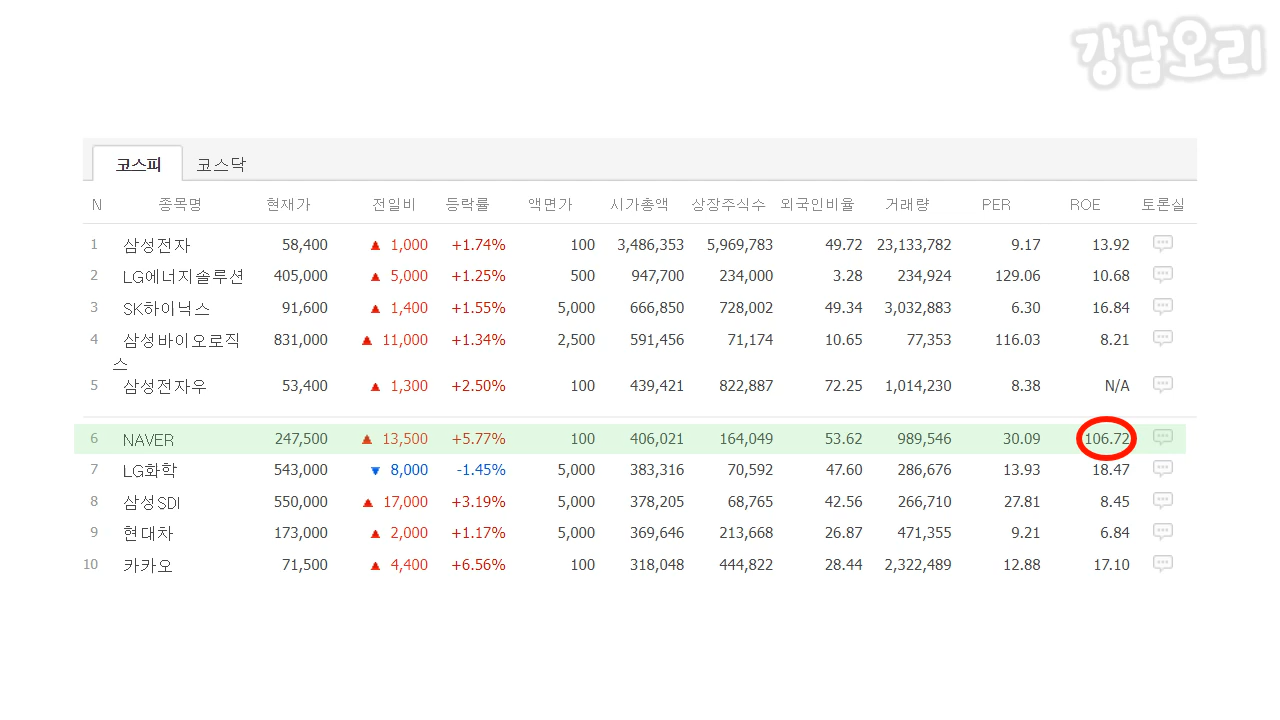 강남오리
코스피 코스닥
N 종목명 현재가 전일비 등락률 액면가 시가총액 상장주식수 외국인비율 거래량 PER ROE 토론실
1 삼성전자 58,400 ▲ 1,000 +1.74% 100 3,486,353 5,969,783 49.72 23,133,782 9.17 13.92
2 LG에너지솔루션 405,000 ▲ 5,000 +1.25% 500 947,700 234,000 3.28 234,924 129.06 10.68
3 SK하이닉스 91,600 ▲ 1,400 +1.55% 5,000 666,850 728,002 49.34 3,032,883 6.30 16.84
4 삼성바이오로직 831,000 ▲ 11,000 +1.34% 2,500 591,456 71,174 10.65 77,353 116.03 8.21
스
5 삼성전자우 53,400 ▲ 1,300 +2.50% 100 439,421 822,887 72.25 1,014,230 8.38 N/A
6 NAVER 247,500 ▲ 13,500 +5.77% 100 406,021 164,049 53.62 989,546 30.09 106.72
7 LG화학 543,000 ▼ 8,000 -1.45% 5,000 383,316 70,592 47.60 286,676 13.93 18.47
8 삼성SDI 550,000 ▲ 17,000 +3.19% 5,000 378,205 68,765 42.56 266,710 27.81 8.45
9 현대차 173,000 ▲ 2,000 +1.17% 5,000 369,646 213,668 26.87 471,355 9.21 6.84
10 카카오 71,500 ▲ 4,400 +6.56% 100 318,048 444,822 28.44 2,322,489 12.88 17.10